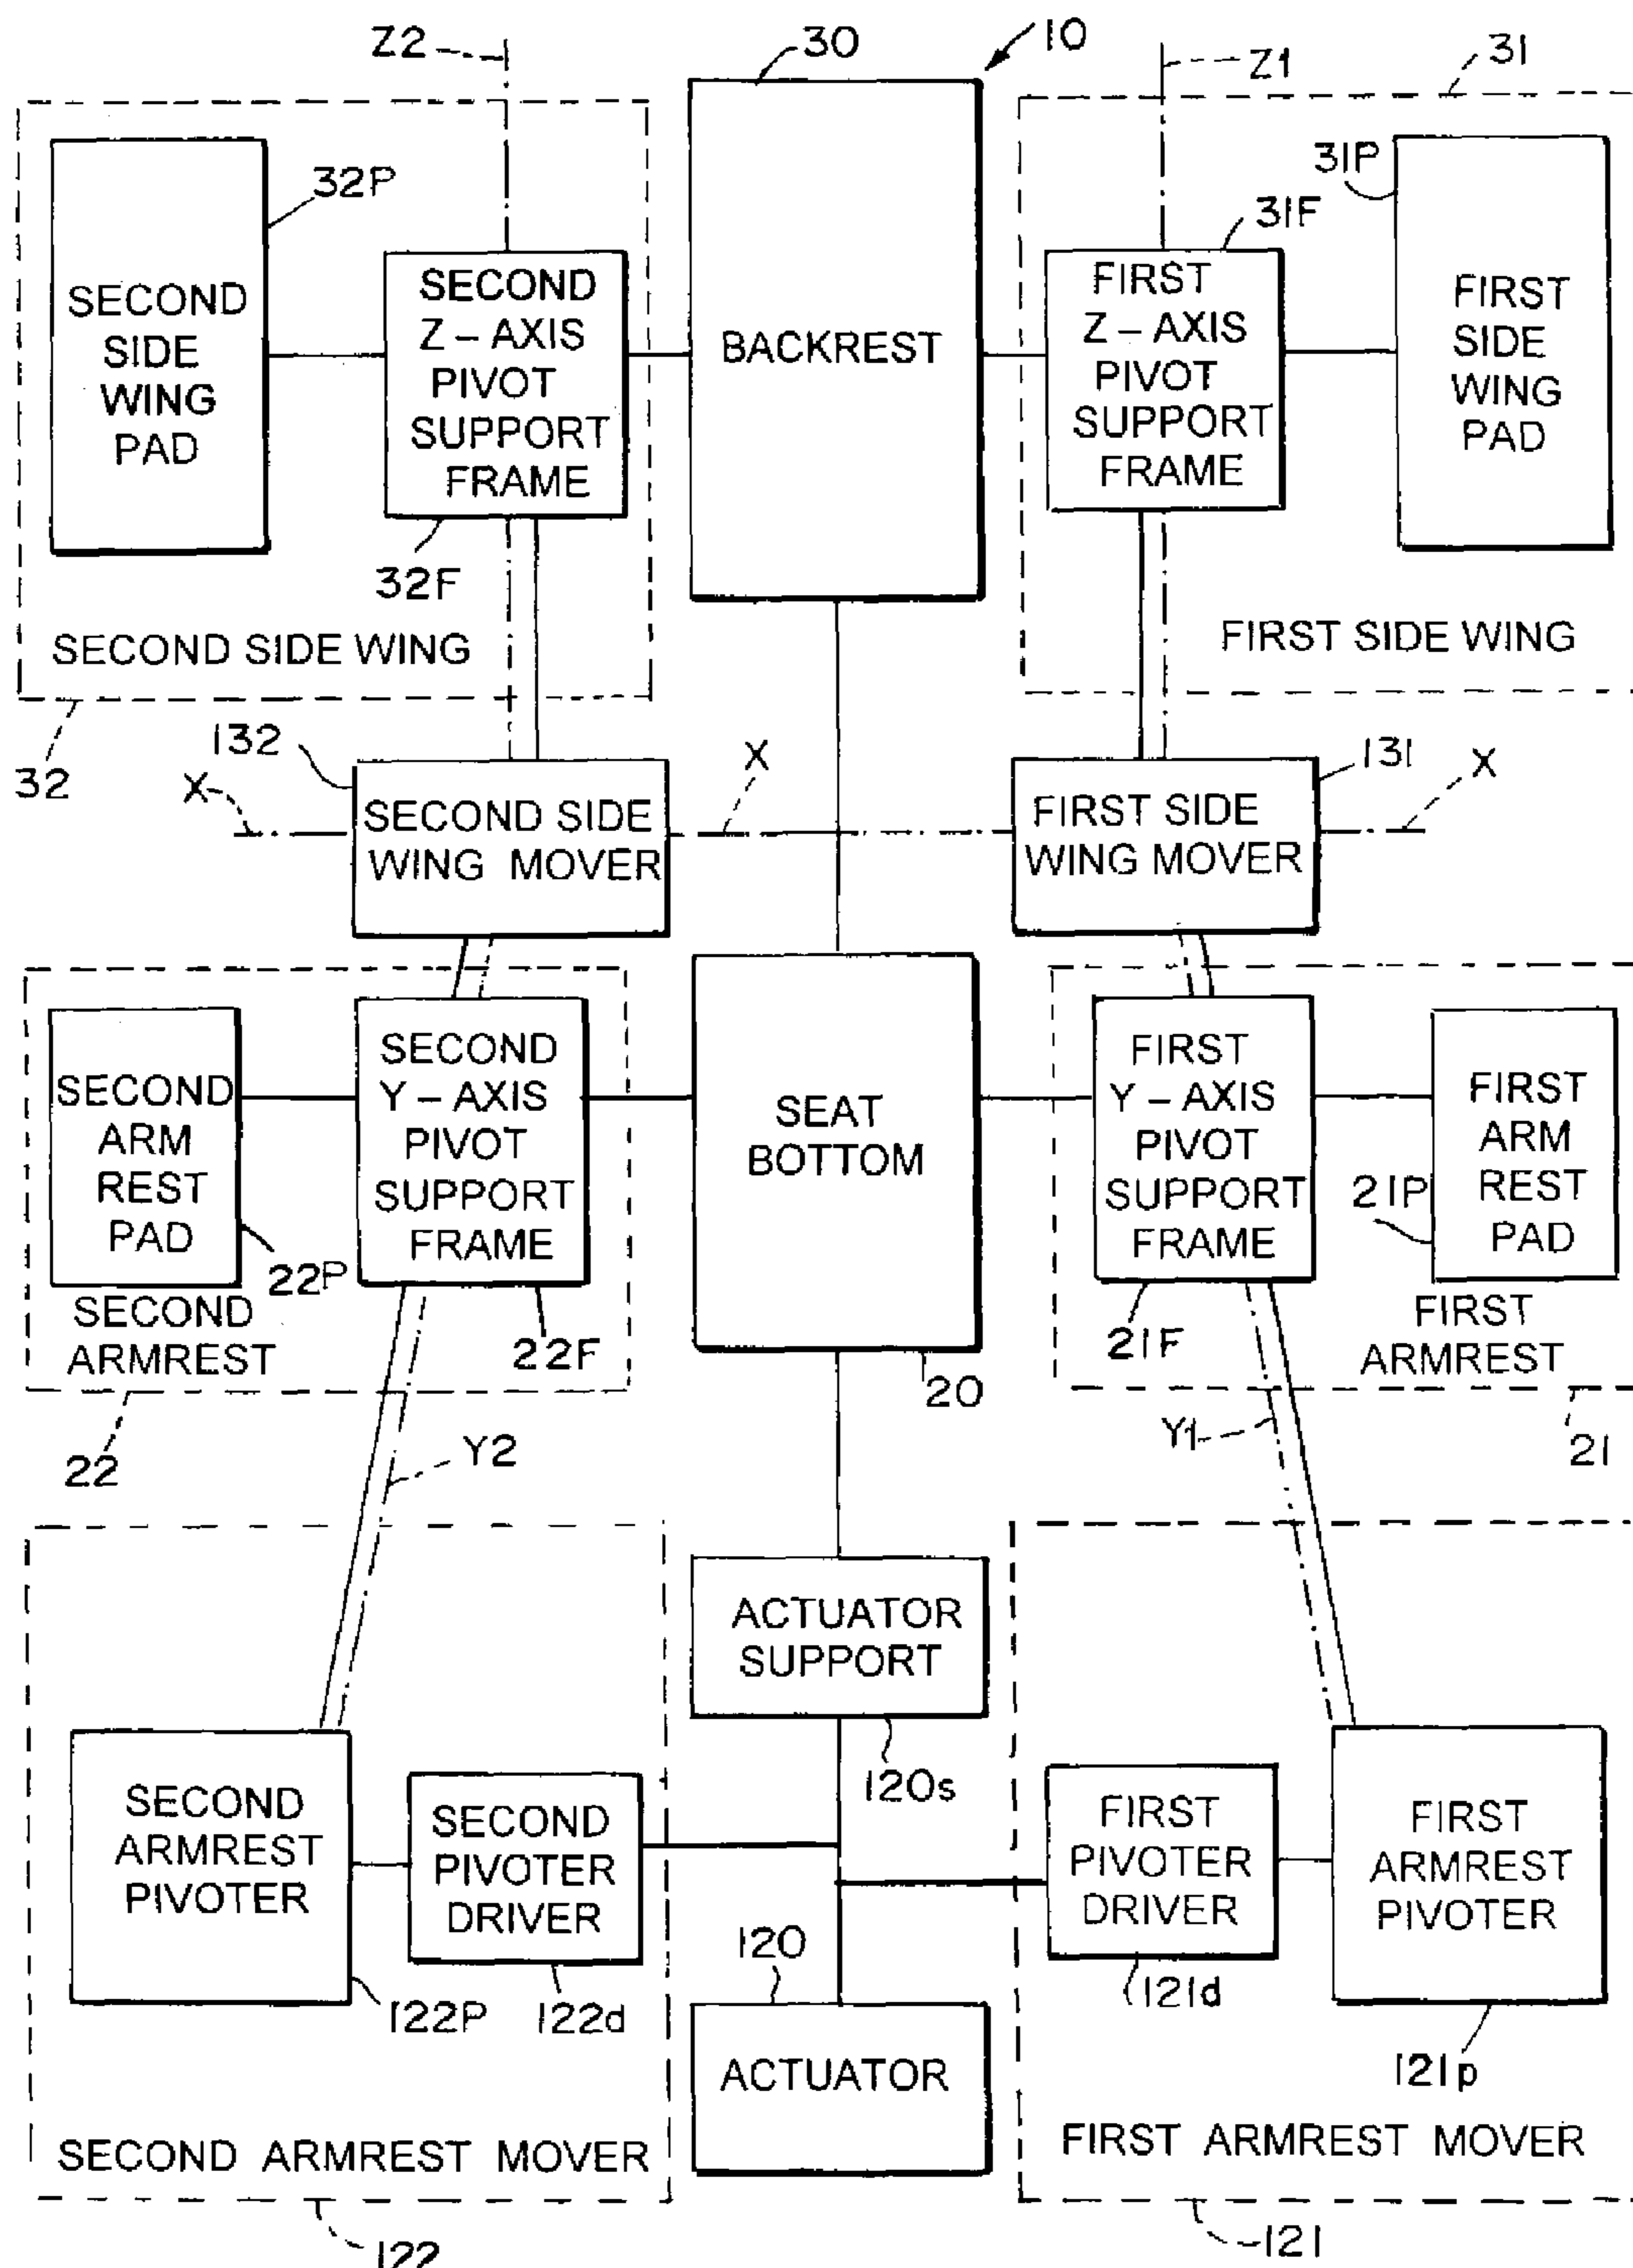 Z2
30
10
Z1
31
32P
31P
31F
SECOND
SIDE
WING
PAD
SECOND
Z-AXIS
PIVOT
SUPPORT
FRAME
BACKREST
FIRST
Z-AXIS
PIVOT
SUPPORT
FRAME
FIRST
SIDE
WING
PAD
32F
SECOND SIDE WING
FIRST SIDE WING
32
132
X
X
131
X
SECOND SIDE
WING MOVER
FIRST SIDE
WING MOVER
SECOND
ARM
REST
PAD
SECOND
Y-AXIS
PIVOT
SUPPORT
FRAME
SEAT
BOTTOM
FIRST
Y-AXIS
PIVOT
SUPPORT
FRAME
FIRST
ARM
REST
PAD
21P
22P
SECOND
ARMREST
22F
20
21F
FIRST
ARMREST
22
Y2
Y1
21
ACTUATOR
SUPPORT
120s
SECOND
ARMREST
PIVOTER
SECOND
PIVOTER
DRIVER
FIRST
PIVOTER
DRIVER
FIRST
ARMREST
PIVOTER
122P
122d
120
121d
121p
ACTUATOR
SECOND ARMREST MOVER
FIRST ARMREST MOVER
122
121